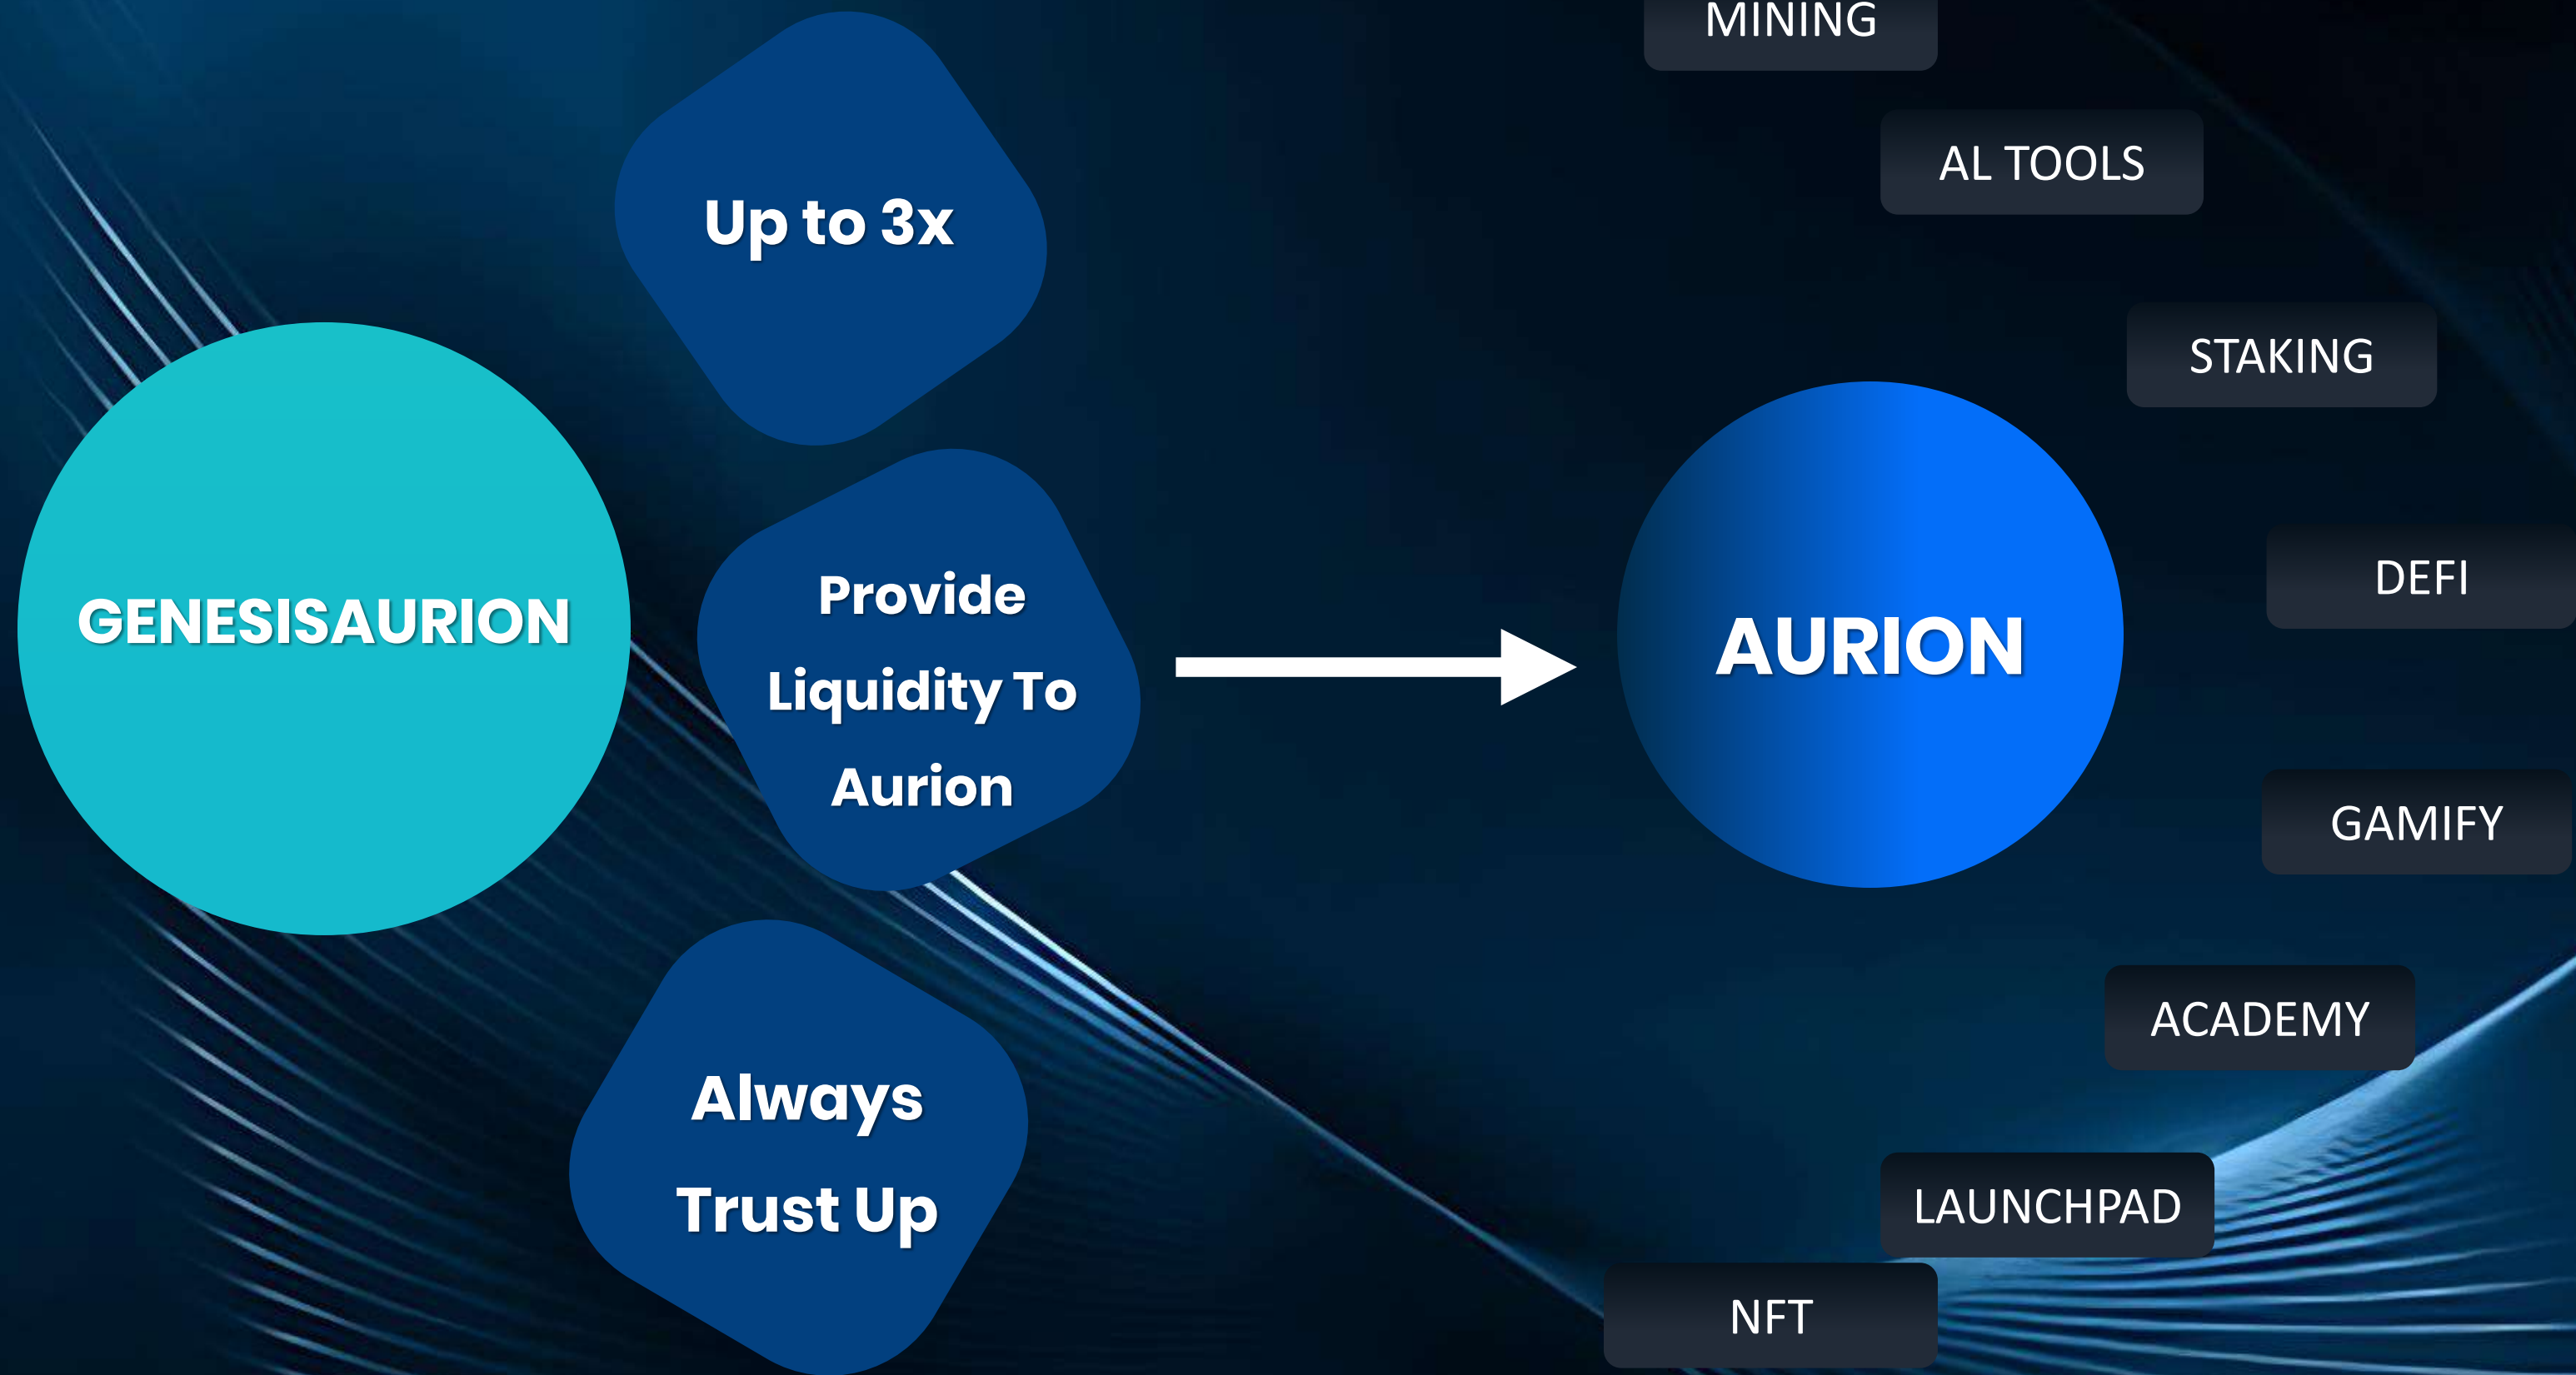 GENESISAURION
Up to 3x
Provide
Liquidity To
Aurion
Always
Trust Up
AURION
MINING
AL TOOLS
STAKING
DEFI
GAMIFY
ACADEMY
LAUNCHPAD
NFT